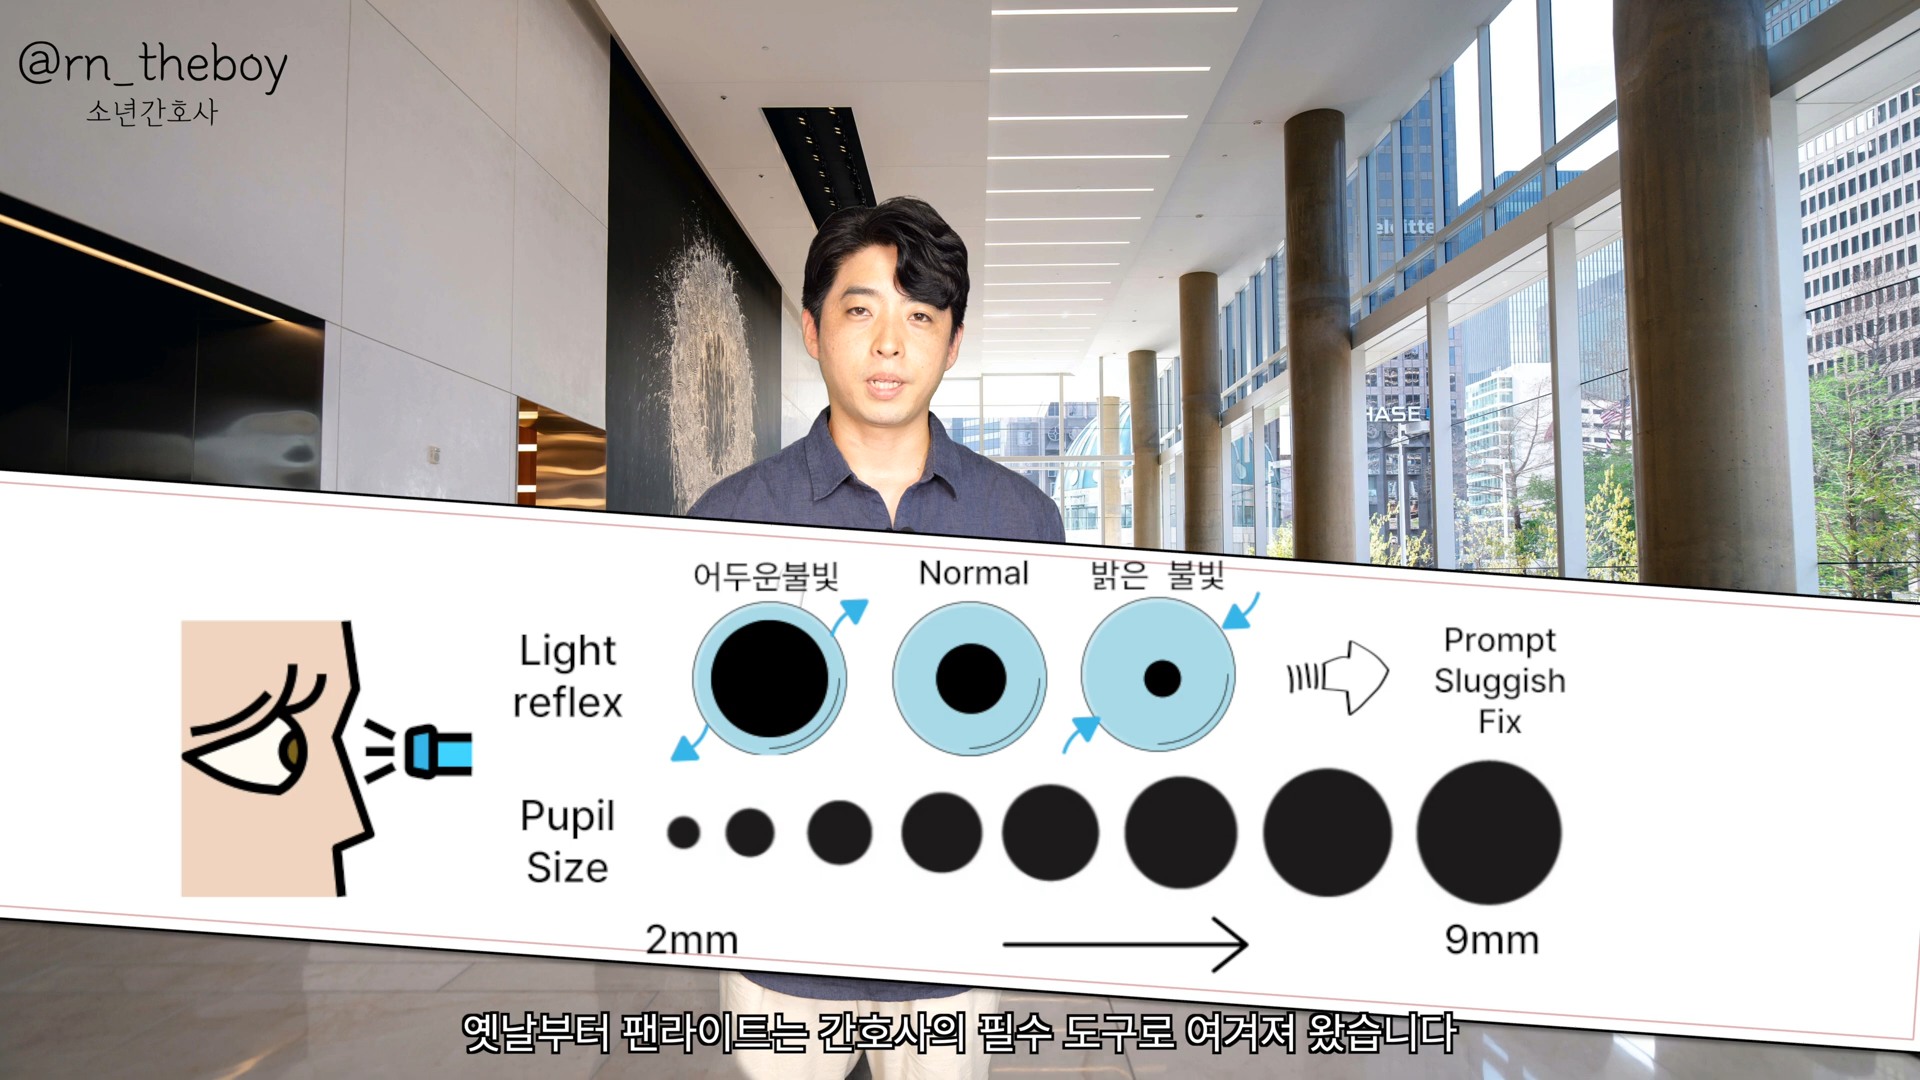 @rn_theboy
소년간호사
eloitte
HASE
어두운불빛
Normal
밝은 불빛
Light
reflex
Prompt
Sluggish
Fix
Pupil
Size
2mm
9mm
옛날부터 팬라이트는 간호사의 필수 도구로 여겨져 왔습니다